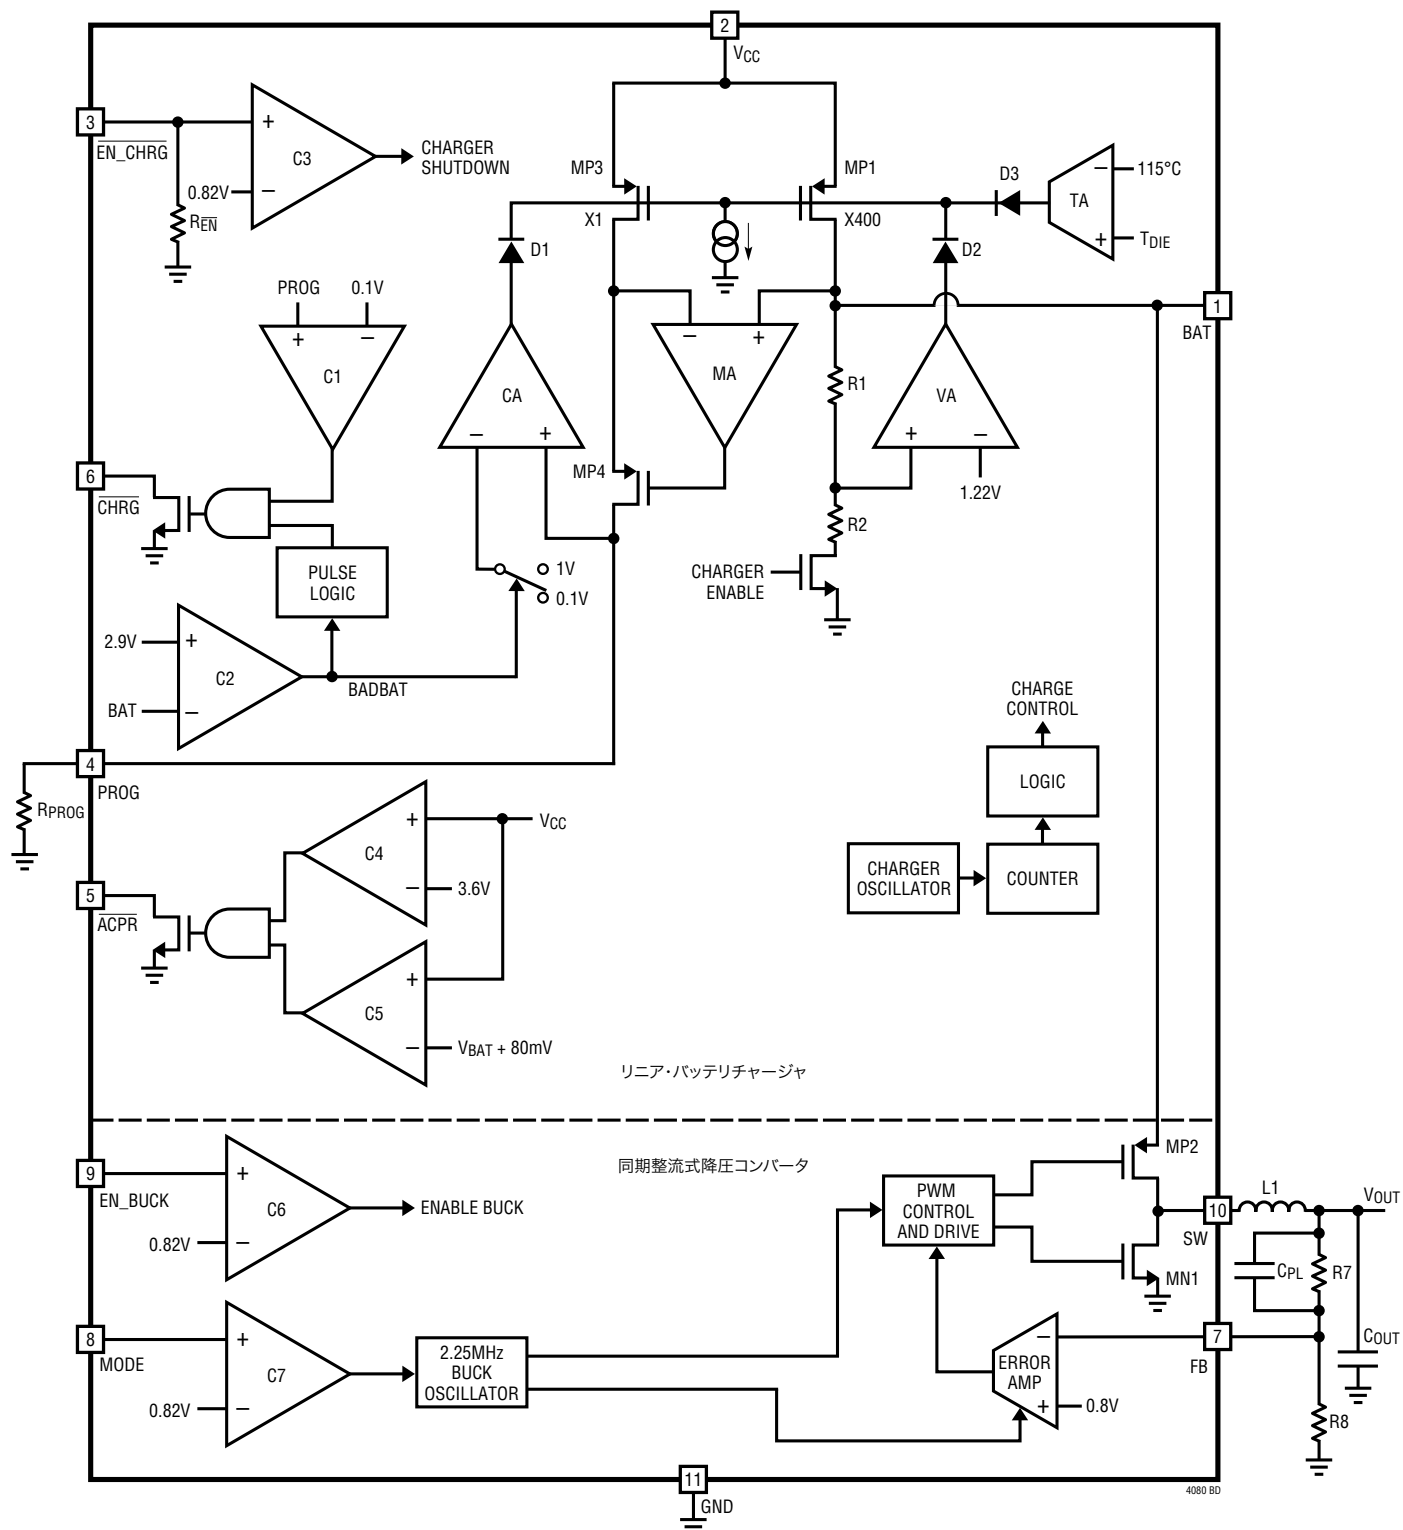 2
VCC
3
EN_CHRG
+
C3
0.82V
–
REN
CHARGER
SHUTDOWN
MP3
X1
MP1
X400
D3
–
115°C
TA
+
TDIE
D1
D2
PROG
0.1V
+
–
C1
CA
–
+
–
+
MA
R1
VA
+
–
1.22V
1
BAT
6
CHRG
MP4
R2
PULSE
LOGIC
1V
0.1V
CHARGER
ENABLE
2.9V
+
C2
BADBAT
BAT
–
4
PROG
RPROG
CHARGE
CONTROL
LOGIC
CHARGER
OSCILLATOR
COUNTER
+
VCC
C4
–
3.6V
5
ACPR
+
C5
–
VBAT + 80mV
リニア・バッテリチャージャ
同期整流式降圧コンバータ
9
EN_BUCK
+
C6
0.82V
–
ENABLE BUCK
PWM
CONTROL
AND DRIVE
MP2
10
SW
MN1
L1
VOUT
CPL
R7
COUT
8
MODE
+
C7
0.82V
–
2.25MHz
BUCK
OSCILLATOR
–
ERROR
AMP
+
0.8V
7
FB
R8
11
GND
4080 BD